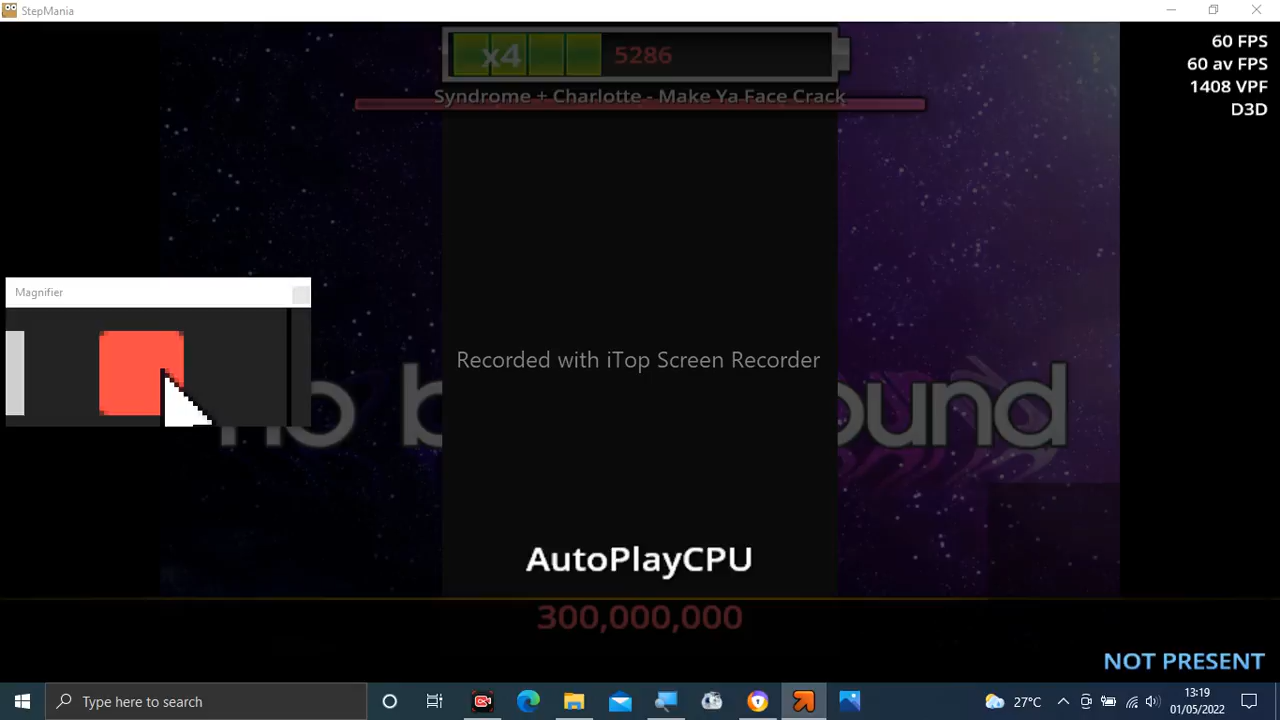 StepMania
60 FPS
60 av FPS
1408 VPF
D3D
x4 5286
Syndrome + Charlotte - Make Ya Face Crack
Magnifier
Recorded with iTop Screen Recorder
no b ound
AutoPlayCPU
300,000,000
NOT PRESENT
Type here to search
27°C
13:19
01/05/2022